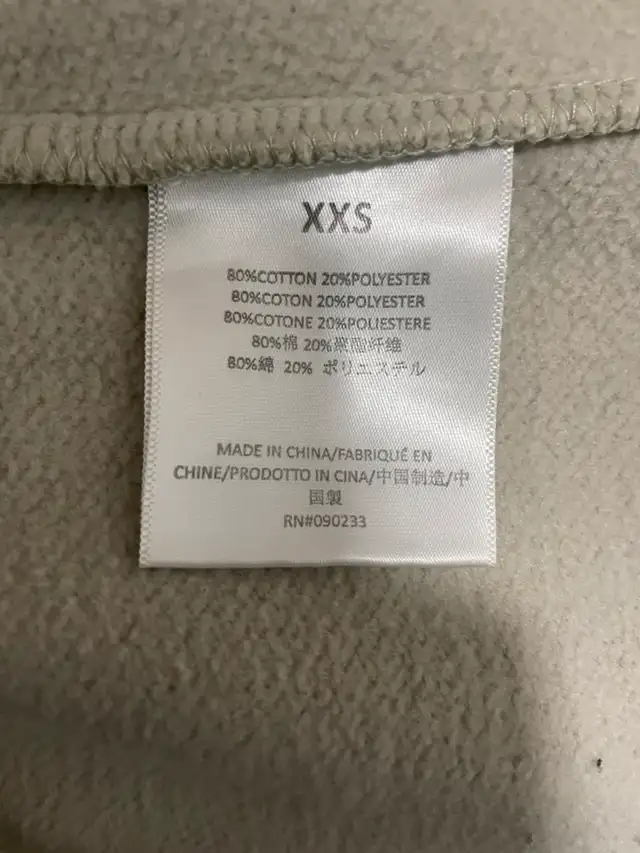 XXS
80%COTTON 20%POLYESTER
80%COTON 20%POLYESTER
80%COTONE 20%POLIESTERE
80%棉 20%聚酯纤维
80%綿 20% ポリエステル
MADE IN CHINA/FABRIQUÉ EN
CHINE/PRODOTTO IN CINA/中国制造/中
国製
RN#090233